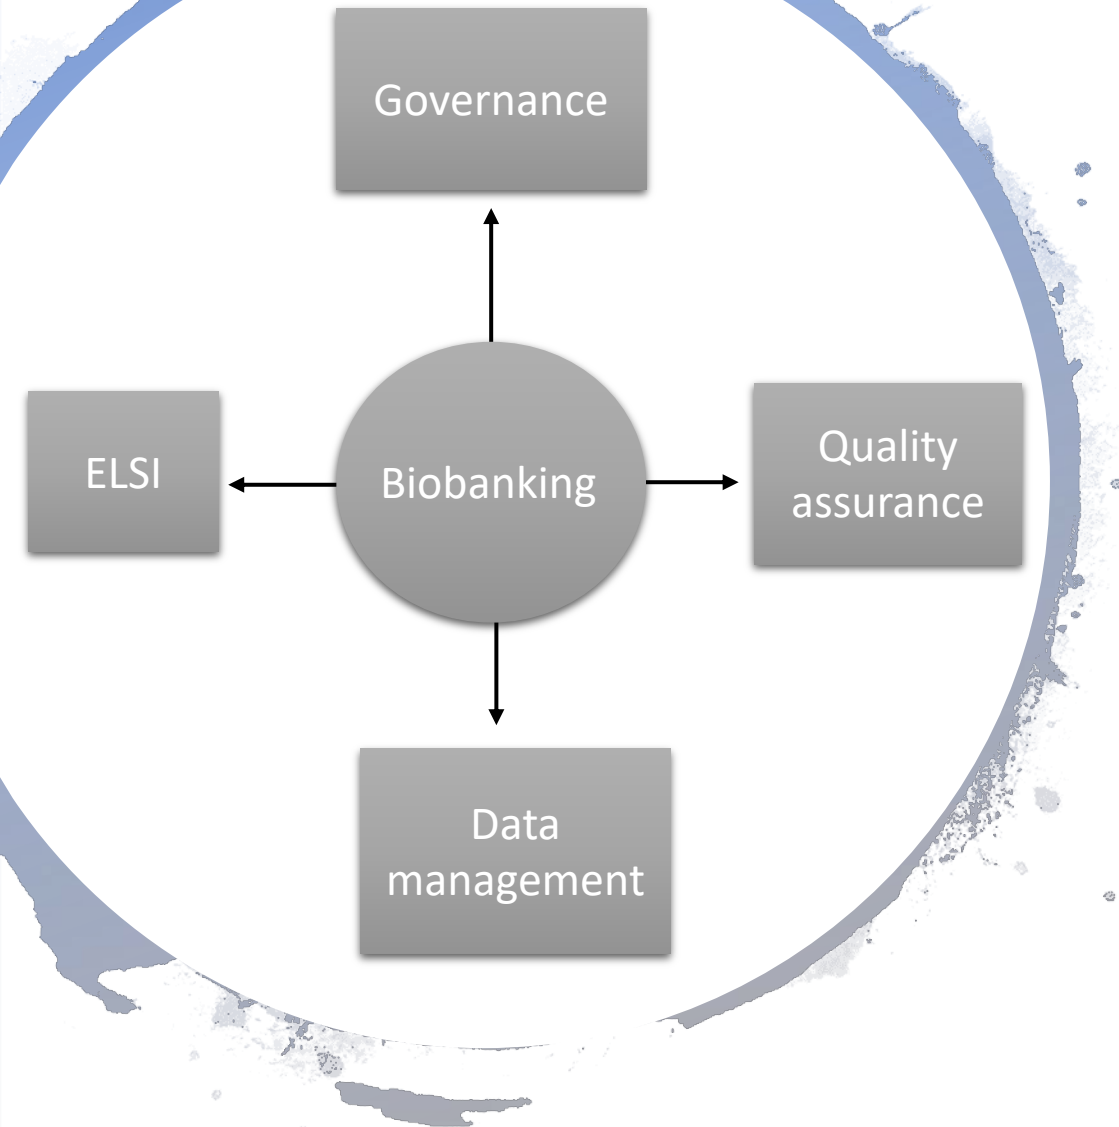 Governance
ELSI
Biobanking
Quality
assurance
Data
management